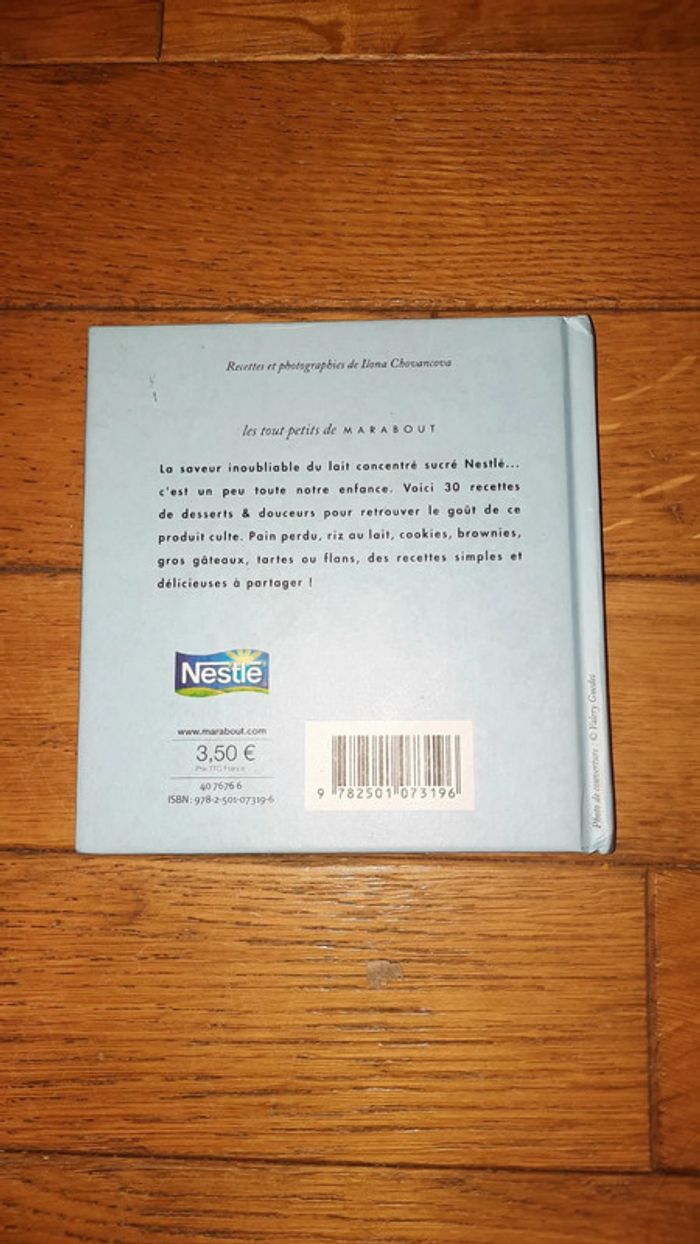 Recettes et photographies de Ilona Chovancova
les tout-petits de MARABOUT
La saveur inoubliable du lait concentré sucré Nestlé...
c'est un peu toute notre enfance. Voici 30 recettes
de desserts & douceurs pour retrouver le goût de ce
produit culte. Pain perdu, riz au lait, cookies, brownies,
gros gâteaux, tartes ou flans, des recettes simples et
délicieuses à partager !
Nestlé
www.marabout.com
3,50 €
Prix TTC France
40 7676 6
ISBN : 978-2-501-07319-6
9 782501 073196
Photo de couverture : © Valéry Guedes